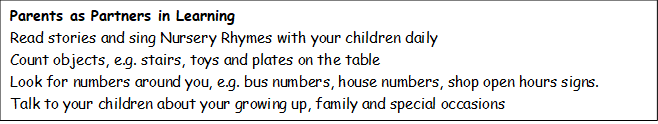 Parents as Partners in Learning
Read stories and sing Nursery Rhymes with your children daily
Count objects, e.g. stairs, toys and plates on the table
Look for numbers around you, e.g. bus numbers, house numbers, shop open hours signs.
Talk to your children about your growing up, family and special occasions